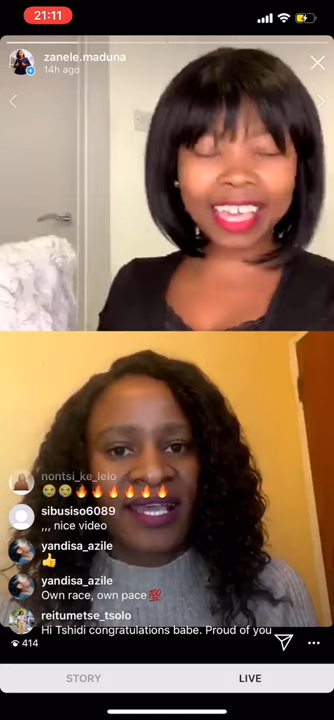 21:11
zanele.maduna
14h ago
nontsi_ke_lelo
😭😭🔥🔥🔥🔥🔥🔥🔥
sibusiso6089
,,, nice video
yandisa_azile
👍
yandisa_azile
Own race, own pace💯
reitumetse_tsolo
Hi Tshidi congratulations babe. Proud of you
414
STORY LIVE